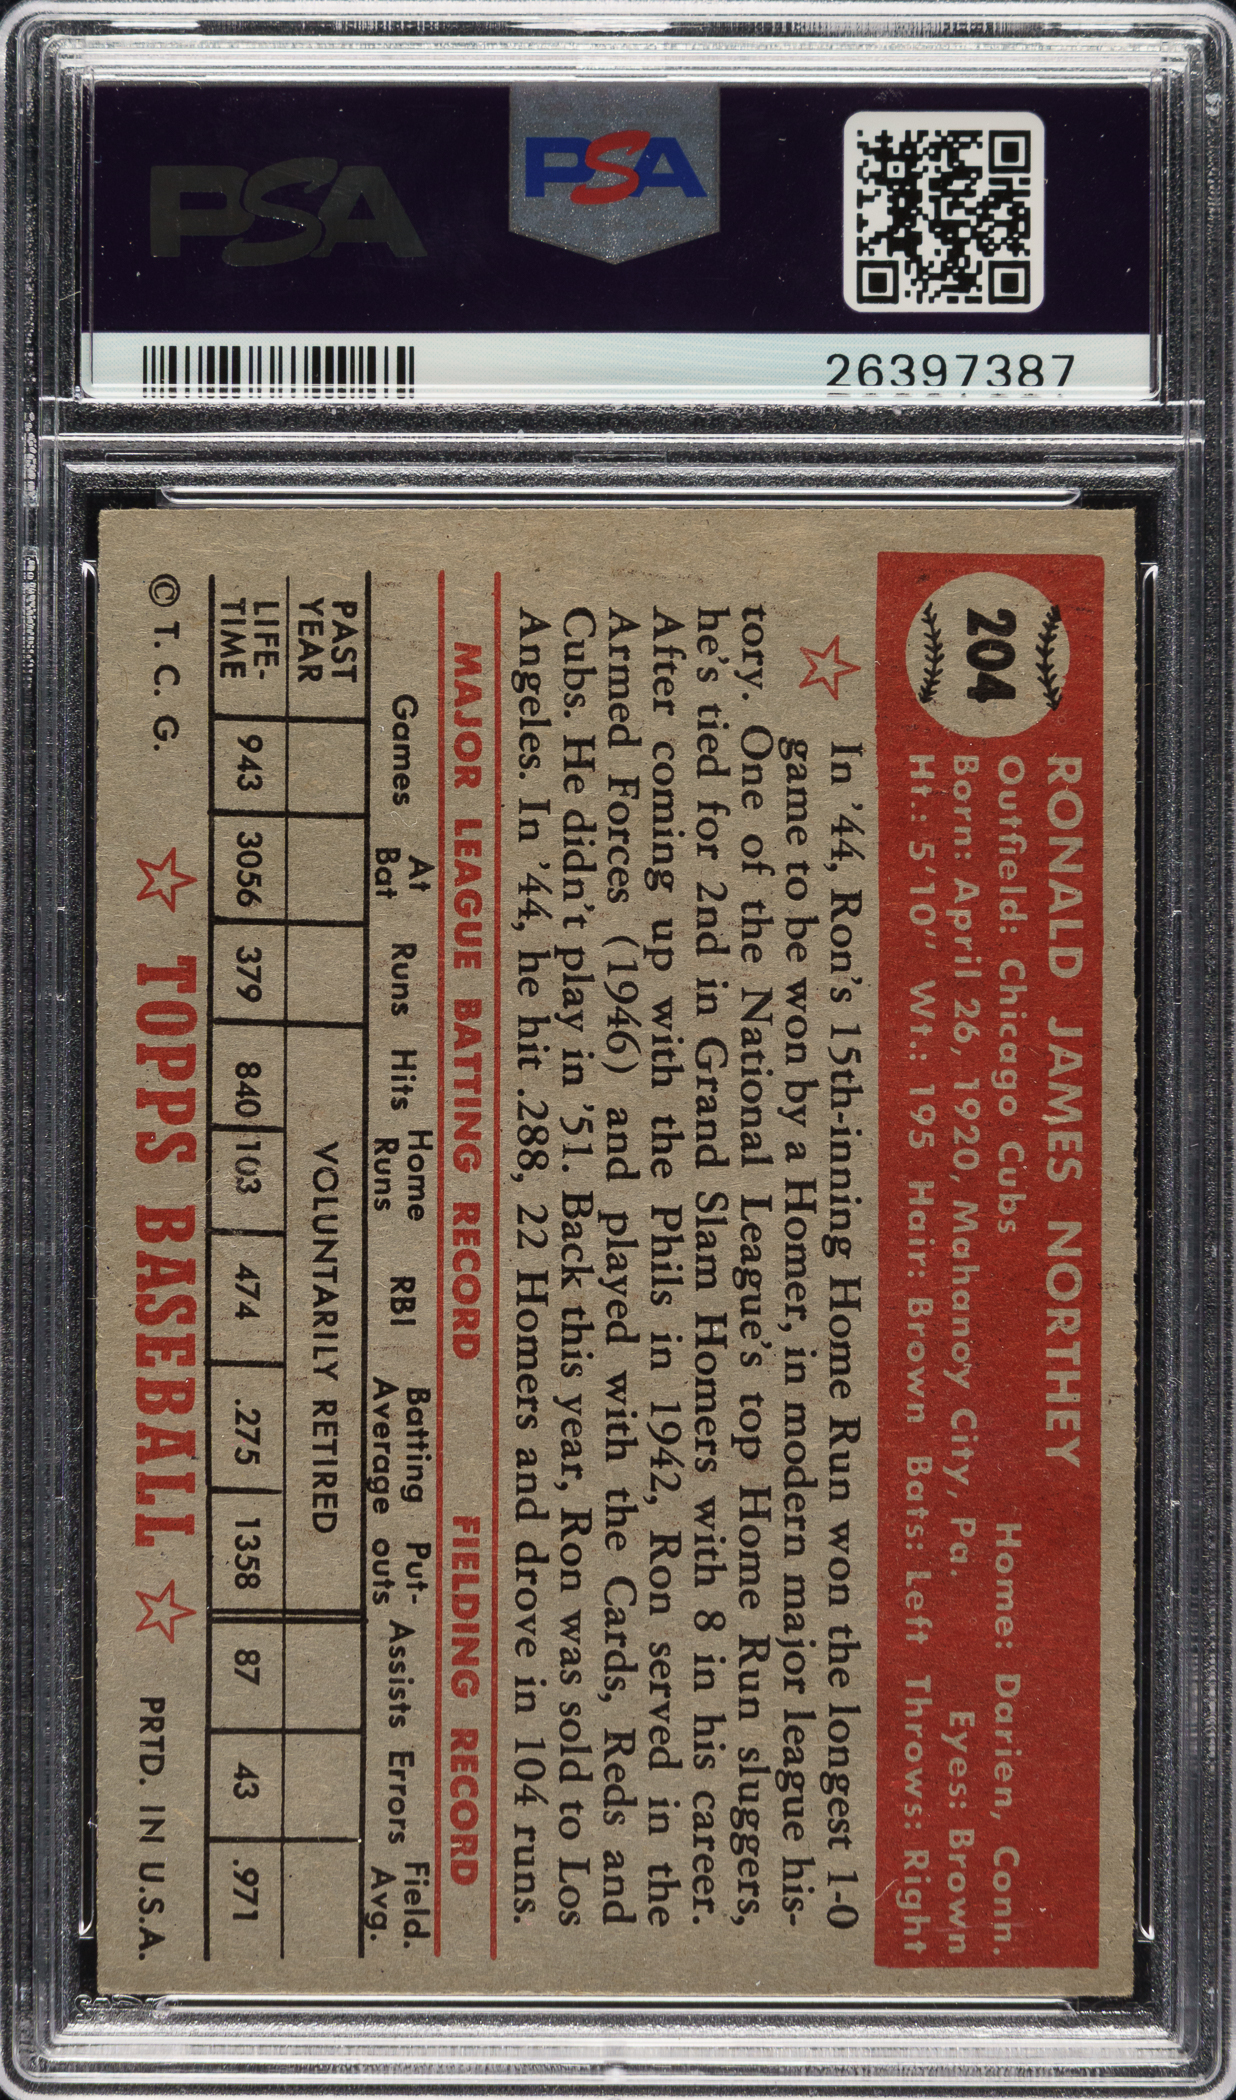 PSA
PSA
26397387
204
RONALD JAMES NORTHEY
Outfield: Chicago Cubs Home: Darien, Conn.
Born: April 26, 1920, Mahanoy City, Pa. Eyes: Brown
Ht.: 5'10" Wt.: 195 Hair: Brown Bats: Left Throws: Right
In '44, Ron's 15th-inning Home Run won the longest 1-0
game to be won by a Homer, in modern major league his-
tory. One of the National League's top Home Run sluggers,
he's tied for 2nd in Grand Slam Homers with 8 in his career.
After coming up with the Phils in 1942, Ron served in the
Armed Forces (1946) and played with the Cards, Reds and
Cubs. He didn't play in '51. Back this year, Ron was sold to Los
Angeles. In '44, he hit .288, 22 Homers and drove in 104 runs.
MAJOR LEAGUE BATTING RECORD FIELDING RECORD
Games At Bat Runs Hits Home Runs RBI Batting Average Put-outs Assists Errors Field. Avg.
PAST YEAR VOLUNTARILY RETIRED
LIFE-TIME 943 3056 379 840 103 474 .275 1358 87 43 .971
© T. C. G. TOPPS BASEBALL PRTD. IN U.S.A.